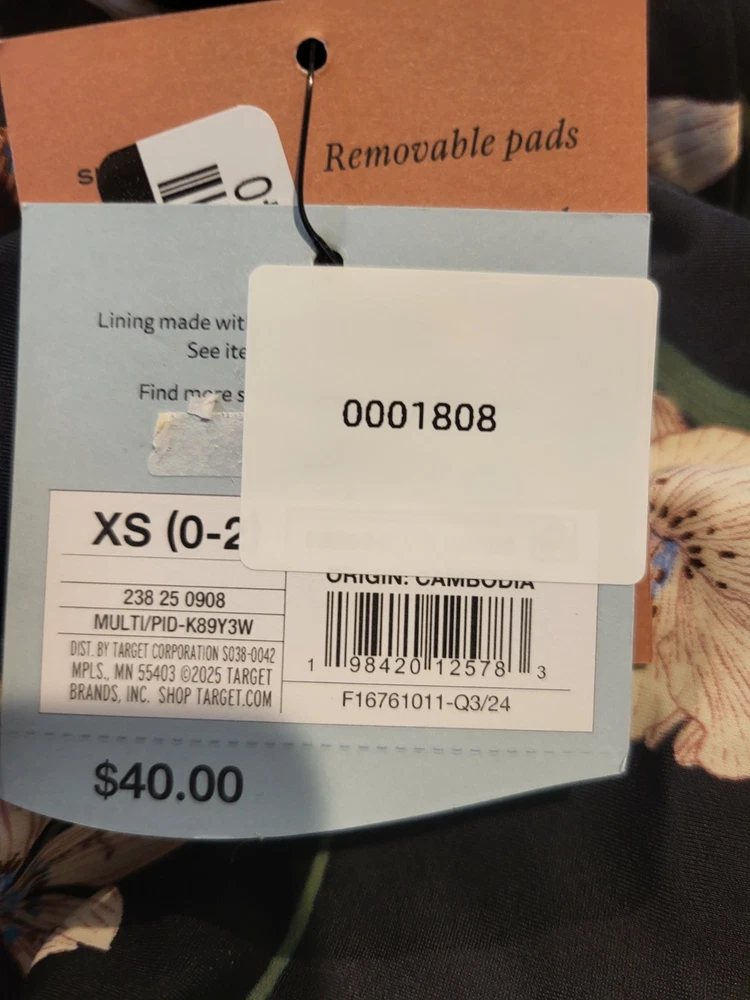 Removable pads
Lining made
See
Find more
0001808
XS (0-2
ORIGIN: CAMBODIA
238 25 0908
MULTI/PID-K89Y3W
DIST. BY TARGET CORPORATION S038-0042
MPLS., MN 55403 ©2025 TARGET
BRANDS, INC. SHOP TARGET.COM
1 98420 12578 3
F16761011-Q3/24
$40.00